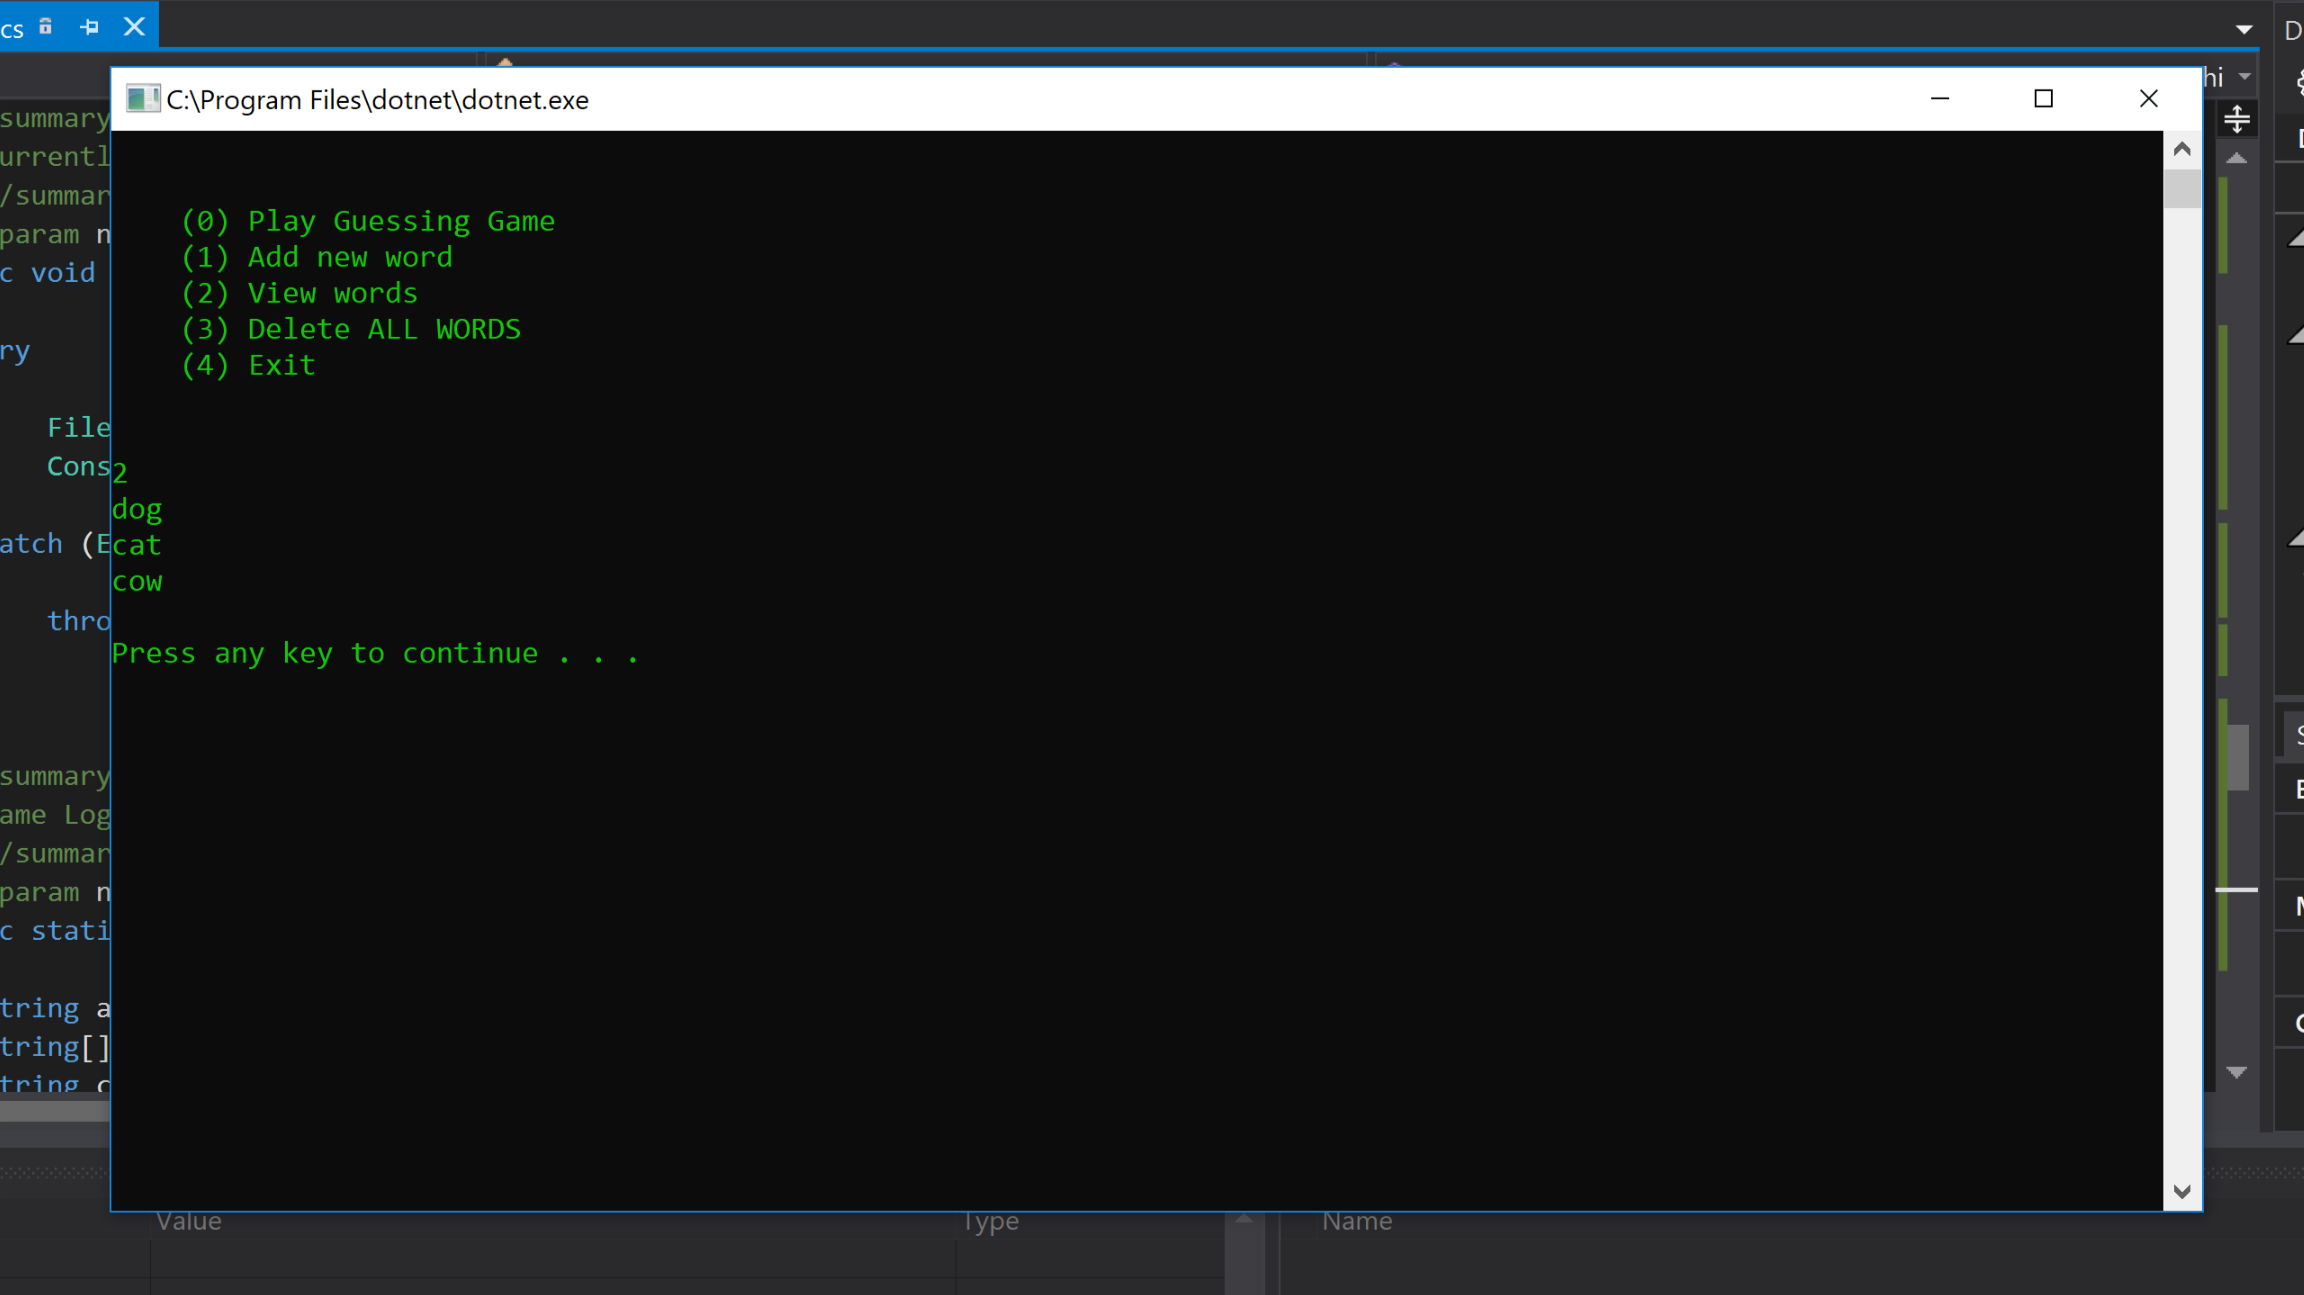 cs
C:\Program Files\dotnet\dotnet.exe
hi
(0) Play Guessing Game
(1) Add new word
(2) View words
(3) Delete ALL WORDS
(4) Exit
2
dog
cat
cow
Press any key to continue . . .
summary
urrentl
/summar
param n
c void
ry
File
Cons
atch (E
thro
summary
ame Log
/summar
param n
c stati
tring a
tring[]
tring c
Value
Type
Name